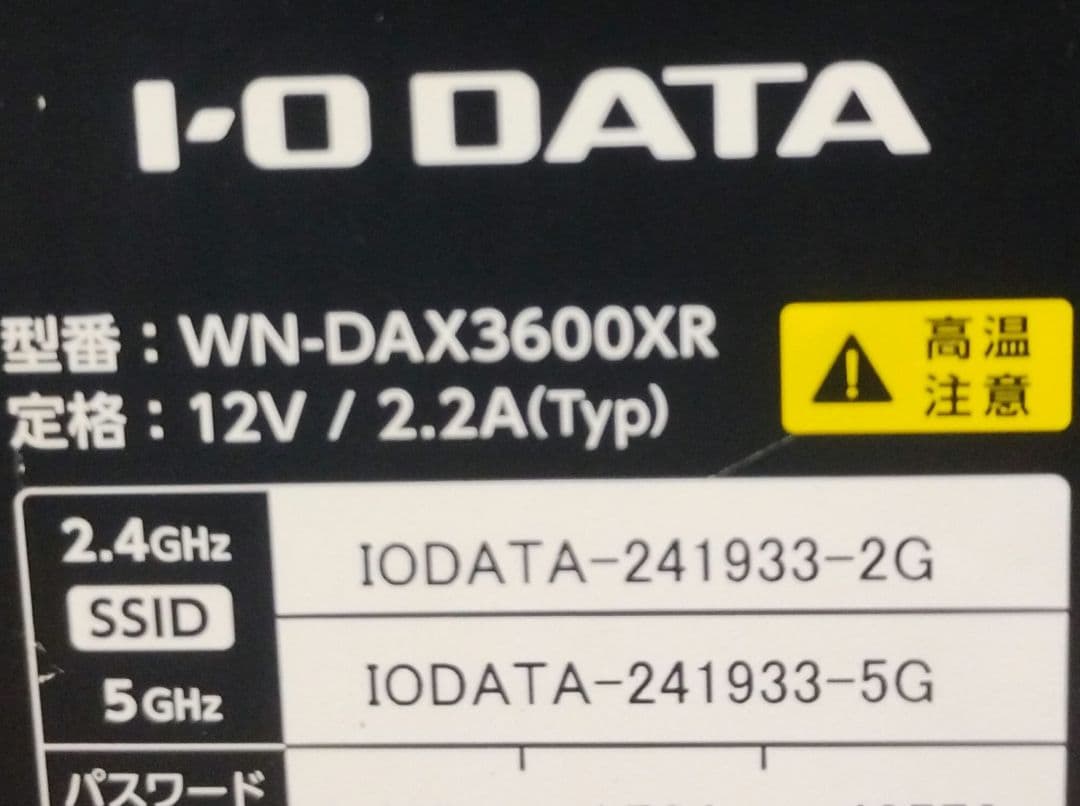 I-O DATA
型番：WN-DAX3600XR
定格：12V / 2.2A(Typ)
高温
注意
2.4GHz
IODATA-241933-2G
SSID
5GHz
IODATA-241933-5G
パスワード